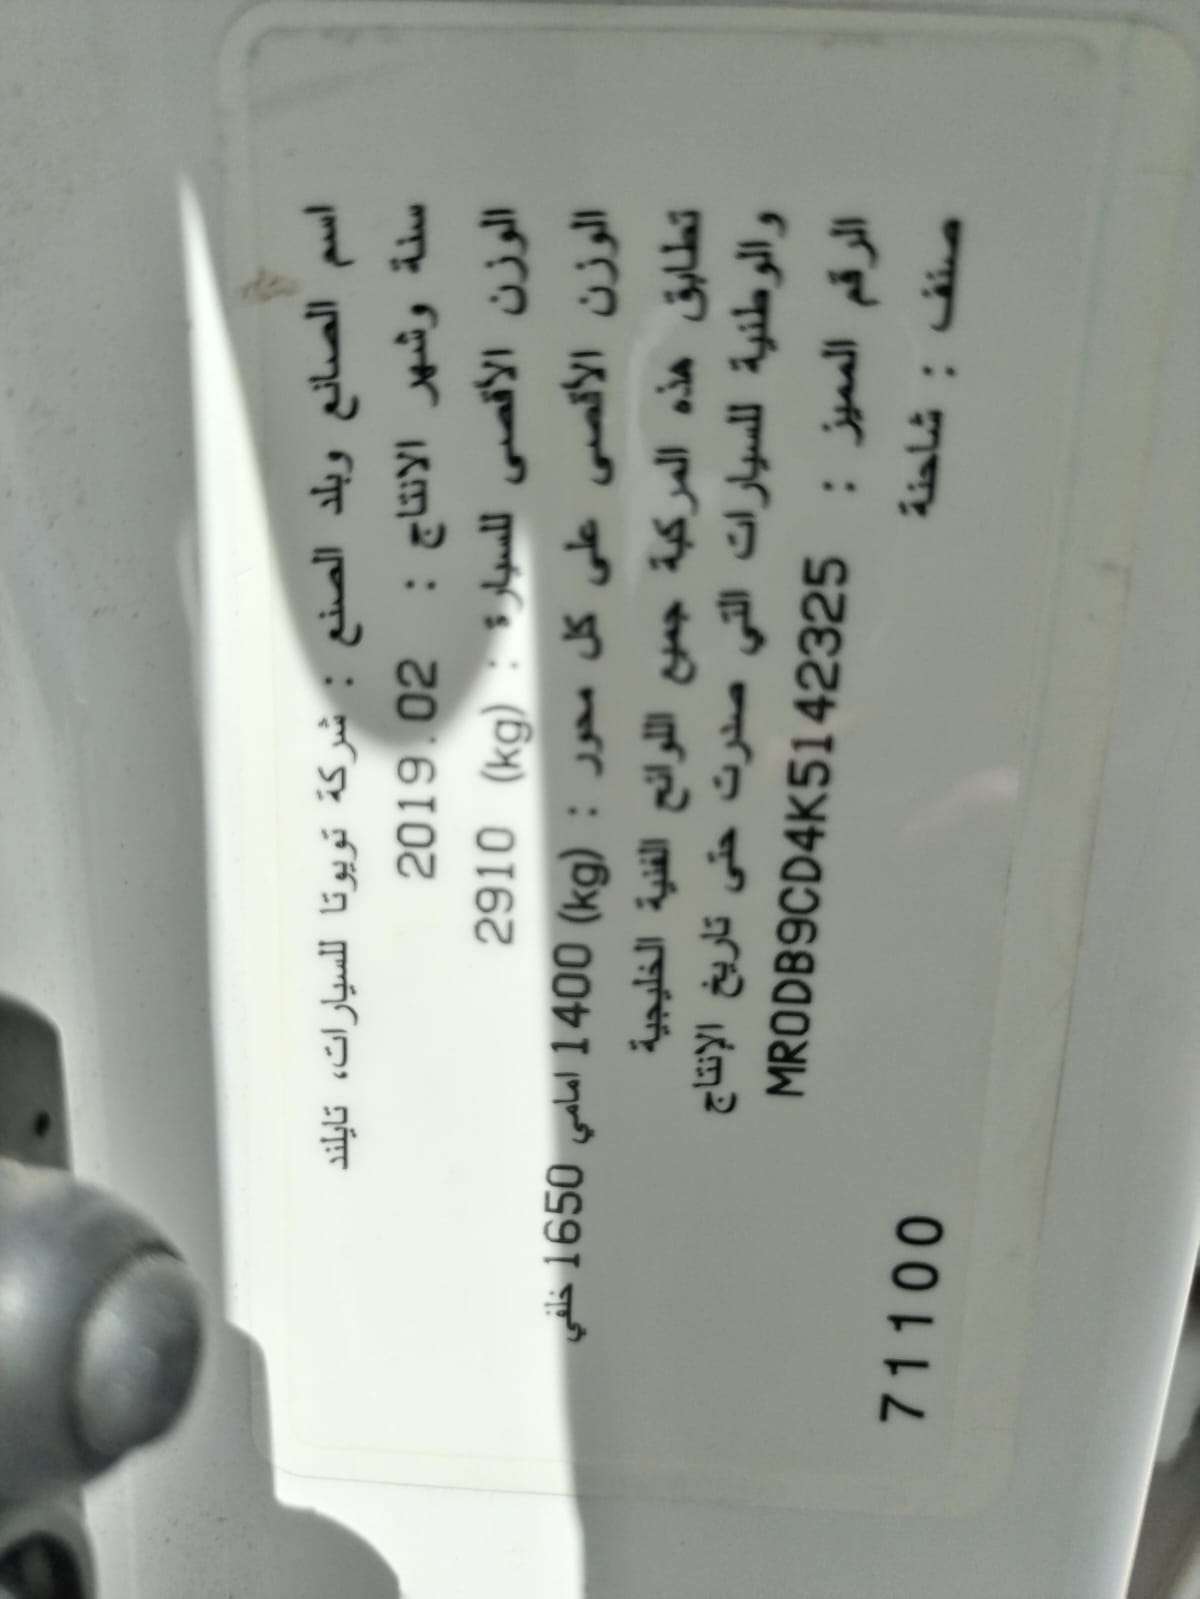 اسم الصانع وبلد الصنع : شركة تويوتا للسيارات، تايلند
سنة وشهر الانتاج : 2019.02
الوزن الأقصى للسيارة : (kg) 2910
الوزن الأقصى على كل محور : (kg) 1400 امامي 1650 خلفي
تطابق هذه المركبة جميع اللوائح الفنية الخليجية
والوطنية للسيارات التي صدرت حتى تاريخ الإنتاج
الرقم المميز : MR0DB9CD4K5142325
صنف : شاحنة
71100